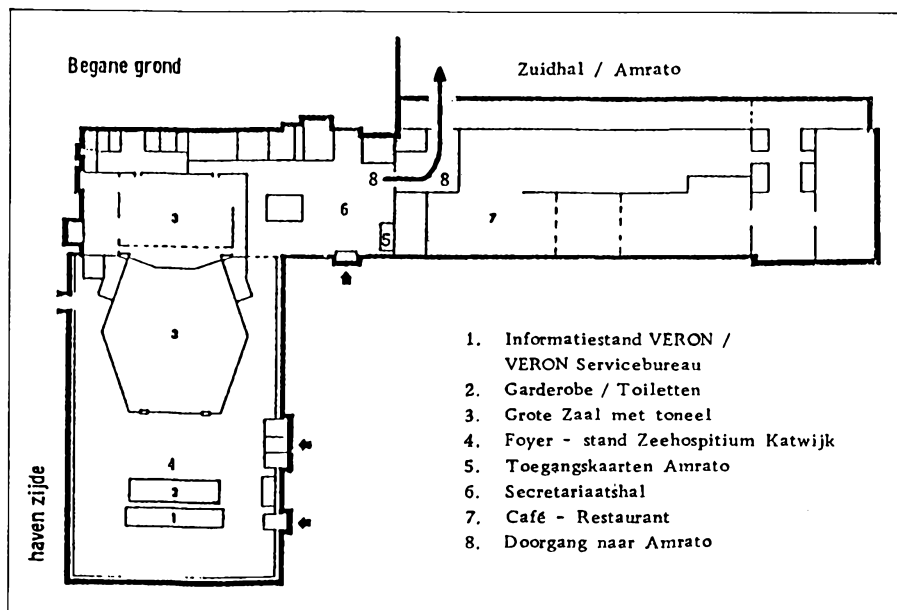 Begane grond
Zuidhal / Amrato
8
8
3
6
7
S
3
4
2
1
haven zijde
1. Informatiestand VERON /
VERON Servicebureau
2. Garderobe / Toiletten
3. Grote Zaal met toneel
4. Foyer - stand Zeehospitium Katwijk
5. Toegangskaarten Amrato
6. Secretariaatshal
7. Café - Restaurant
8. Doorgang naar Amrato